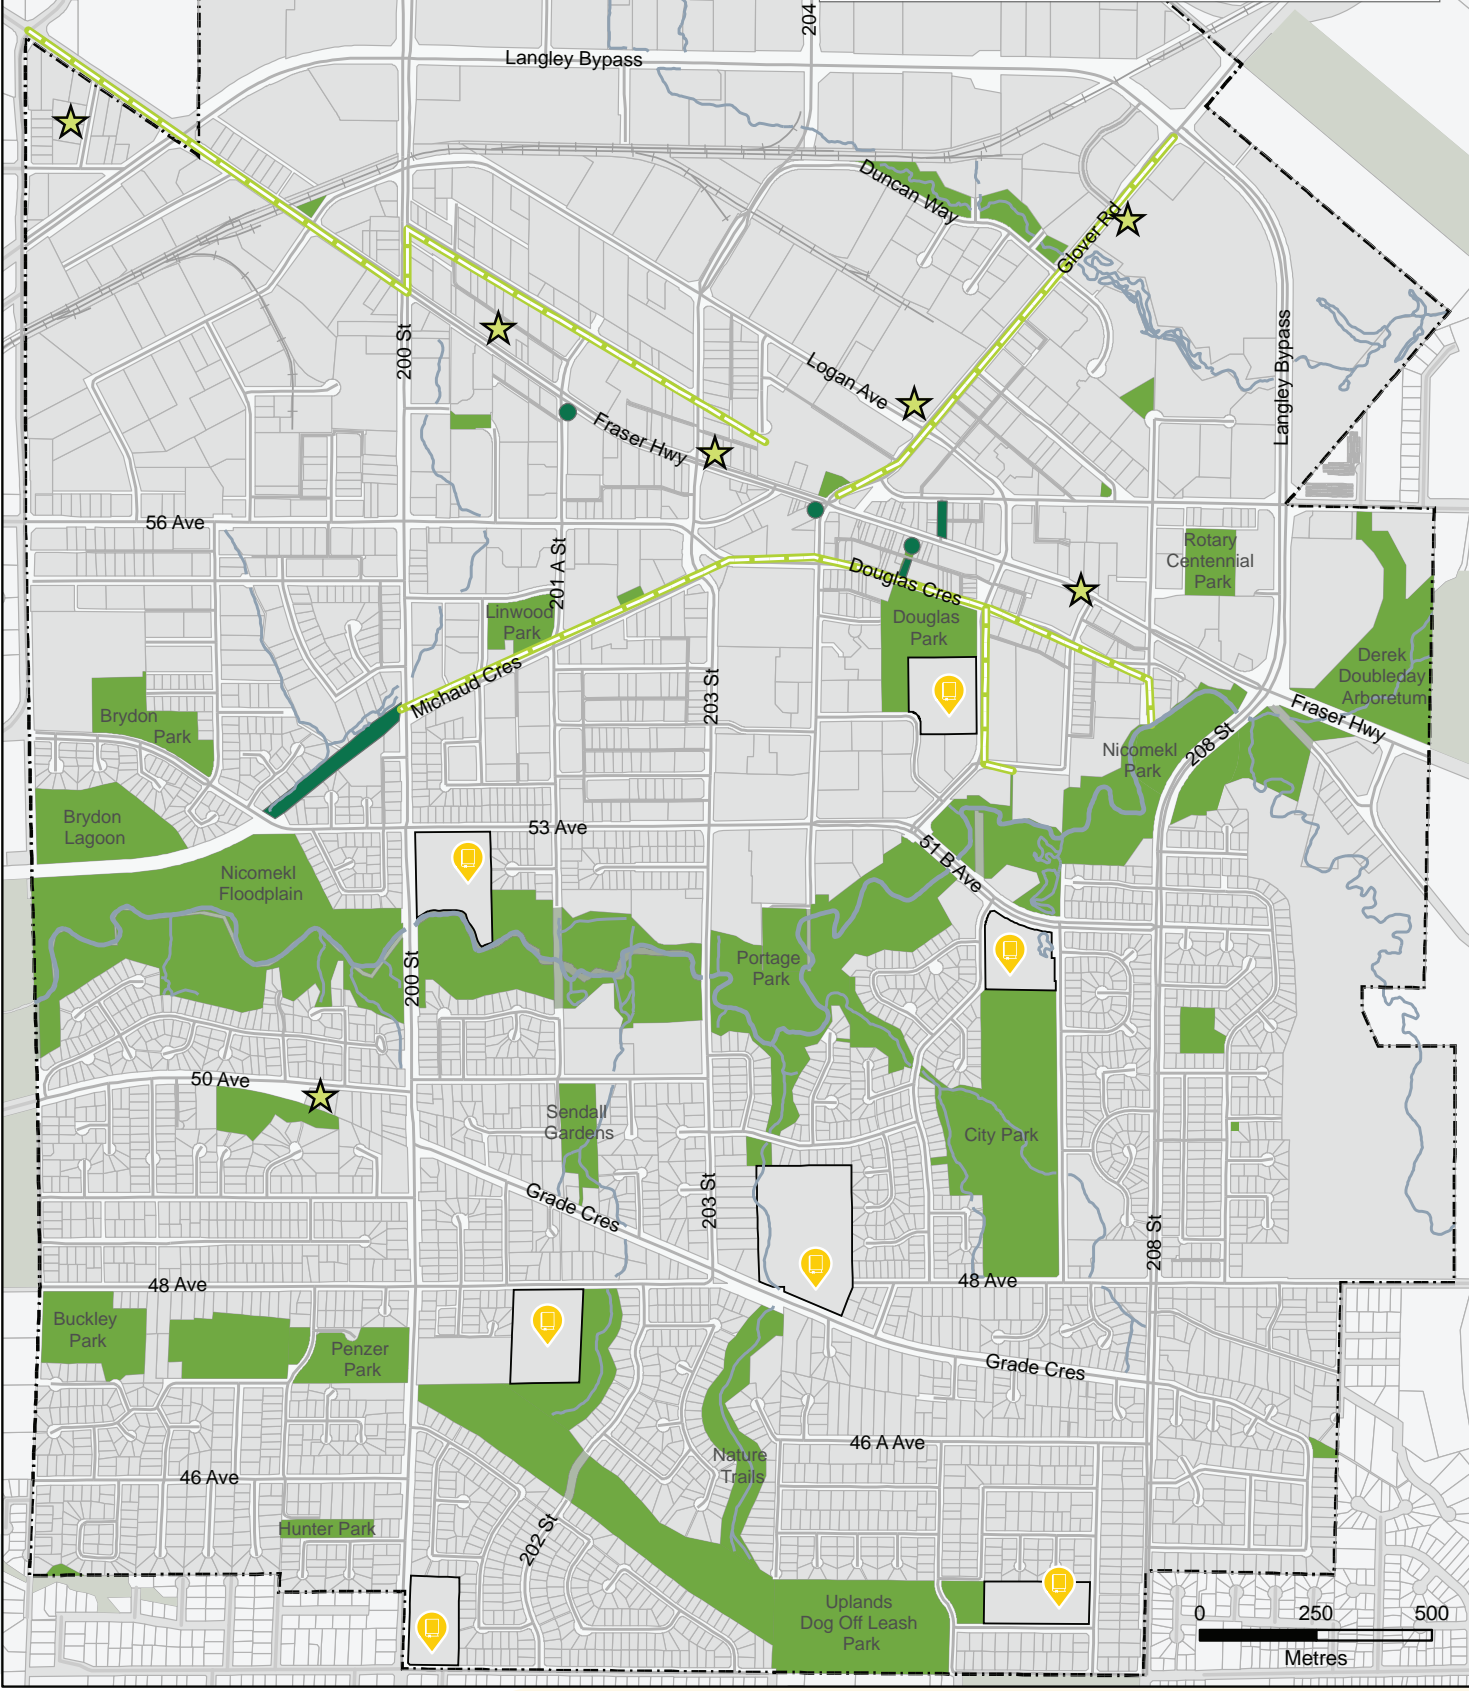 204
Langley Bypass
Duncan Way
Glover Rd
200 St
Logan Ave
Langley Bypass
Fraser Hwy
56 Ave
201 A St
Rotary
Centennial
Park
Douglas Cres
Linwood
Park
Douglas
Park
Derek
Doubleday
Arboretum
Michaud Cres
203 St
Brydon
Park
Fraser Hwy
208 St
Nicomekl
Park
Brydon
Lagoon
53 Ave
51 B Ave
Nicomekl
Floodplain
200 St
Portage
Park
50 Ave
Sendall
Gardens
City Park
Grade Cres
203 St
208 St
48 Ave
48 Ave
Buckley
Park
Penzer
Park
Grade Cres
46 A Ave
Nature
Trails
46 Ave
Hunter Park
202 St
Uplands
Dog Off Leash
Park
0 250 500
Metres